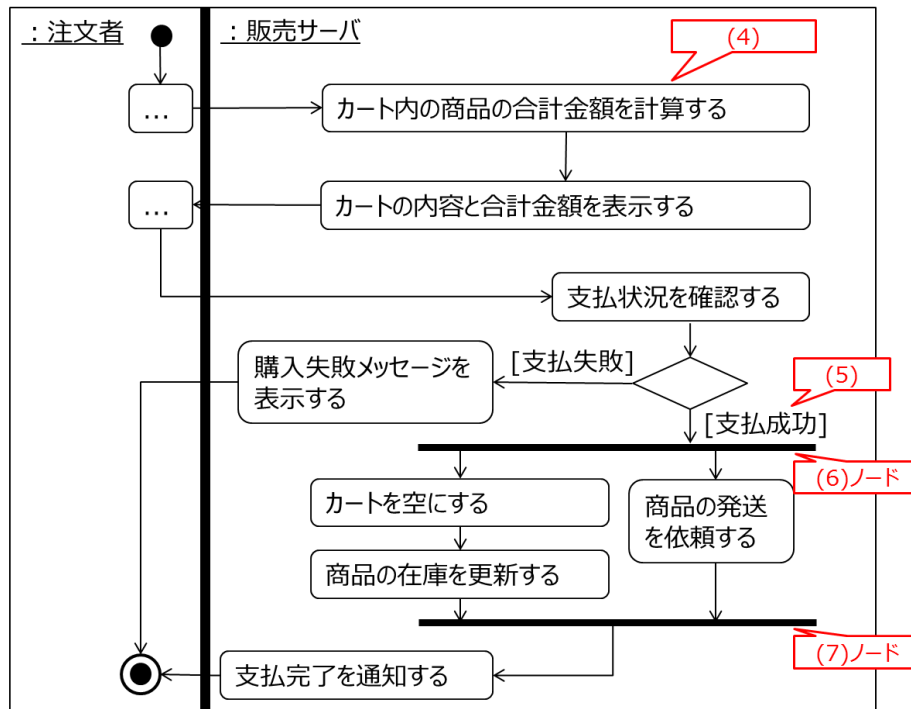 ：注文者
：販売サーバ
(4)
…
カート内の商品の合計金額を計算する
…
カートの内容と合計金額を表示する
支払状況を確認する
購入失敗メッセージを
表示する
[支払失敗]
(5)
[支払成功]
(6)ノード
カートを空にする
商品の発送
を依頼する
商品の在庫を更新する
(7)ノード
支払完了を通知する